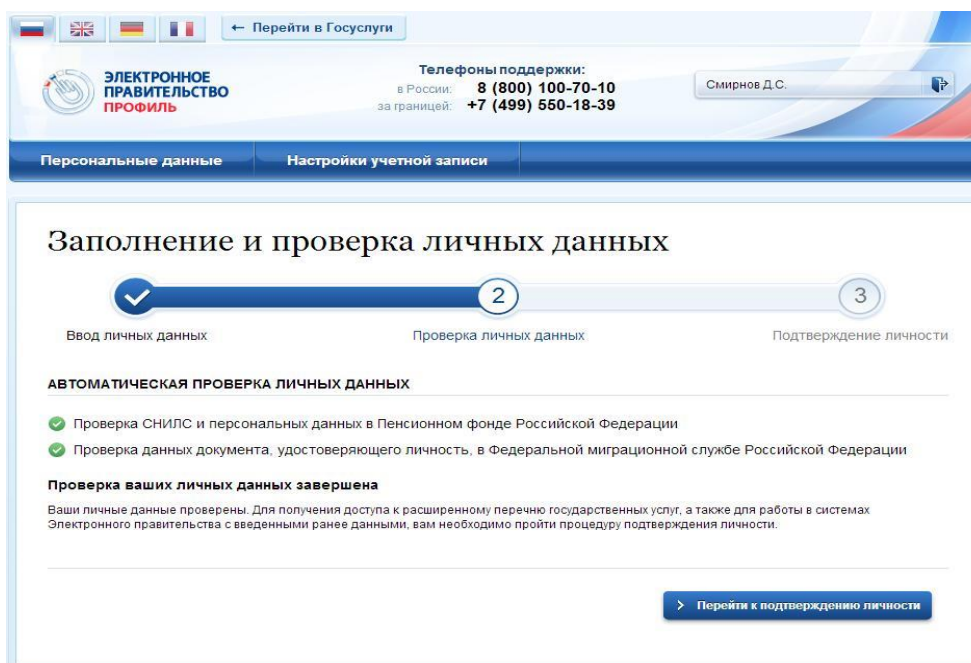 ← Перейти в Госуслуги
ЭЛЕКТРОННОЕ
ПРАВИТЕЛЬСТВО
ПРОФИЛЬ
Телефоны поддержки:
в России: 8 (800) 100-70-10
за границей: +7 (499) 550-18-39
Смирнов Д.С.
Персональные данные Настройки учетной записи
Заполнение и проверка личных данных
2 3
Ввод личных данных Проверка личных данных Подтверждение личности
АВТОМАТИЧЕСКАЯ ПРОВЕРКА ЛИЧНЫХ ДАННЫХ
Проверка СНИЛС и персональных данных в Пенсионном фонде Российской Федерации
Проверка данных документа, удостоверяющего личность, в Федеральной миграционной службе Российской Федерации
Проверка ваших личных данных завершена
Ваши личные данные проверены. Для получения доступа к расширенному перечню государственных услуг, а также для работы в системах
Электронного правительства с введенными ранее данными, вам необходимо пройти процедуру подтверждения личности.
Перейти к подтверждению личности